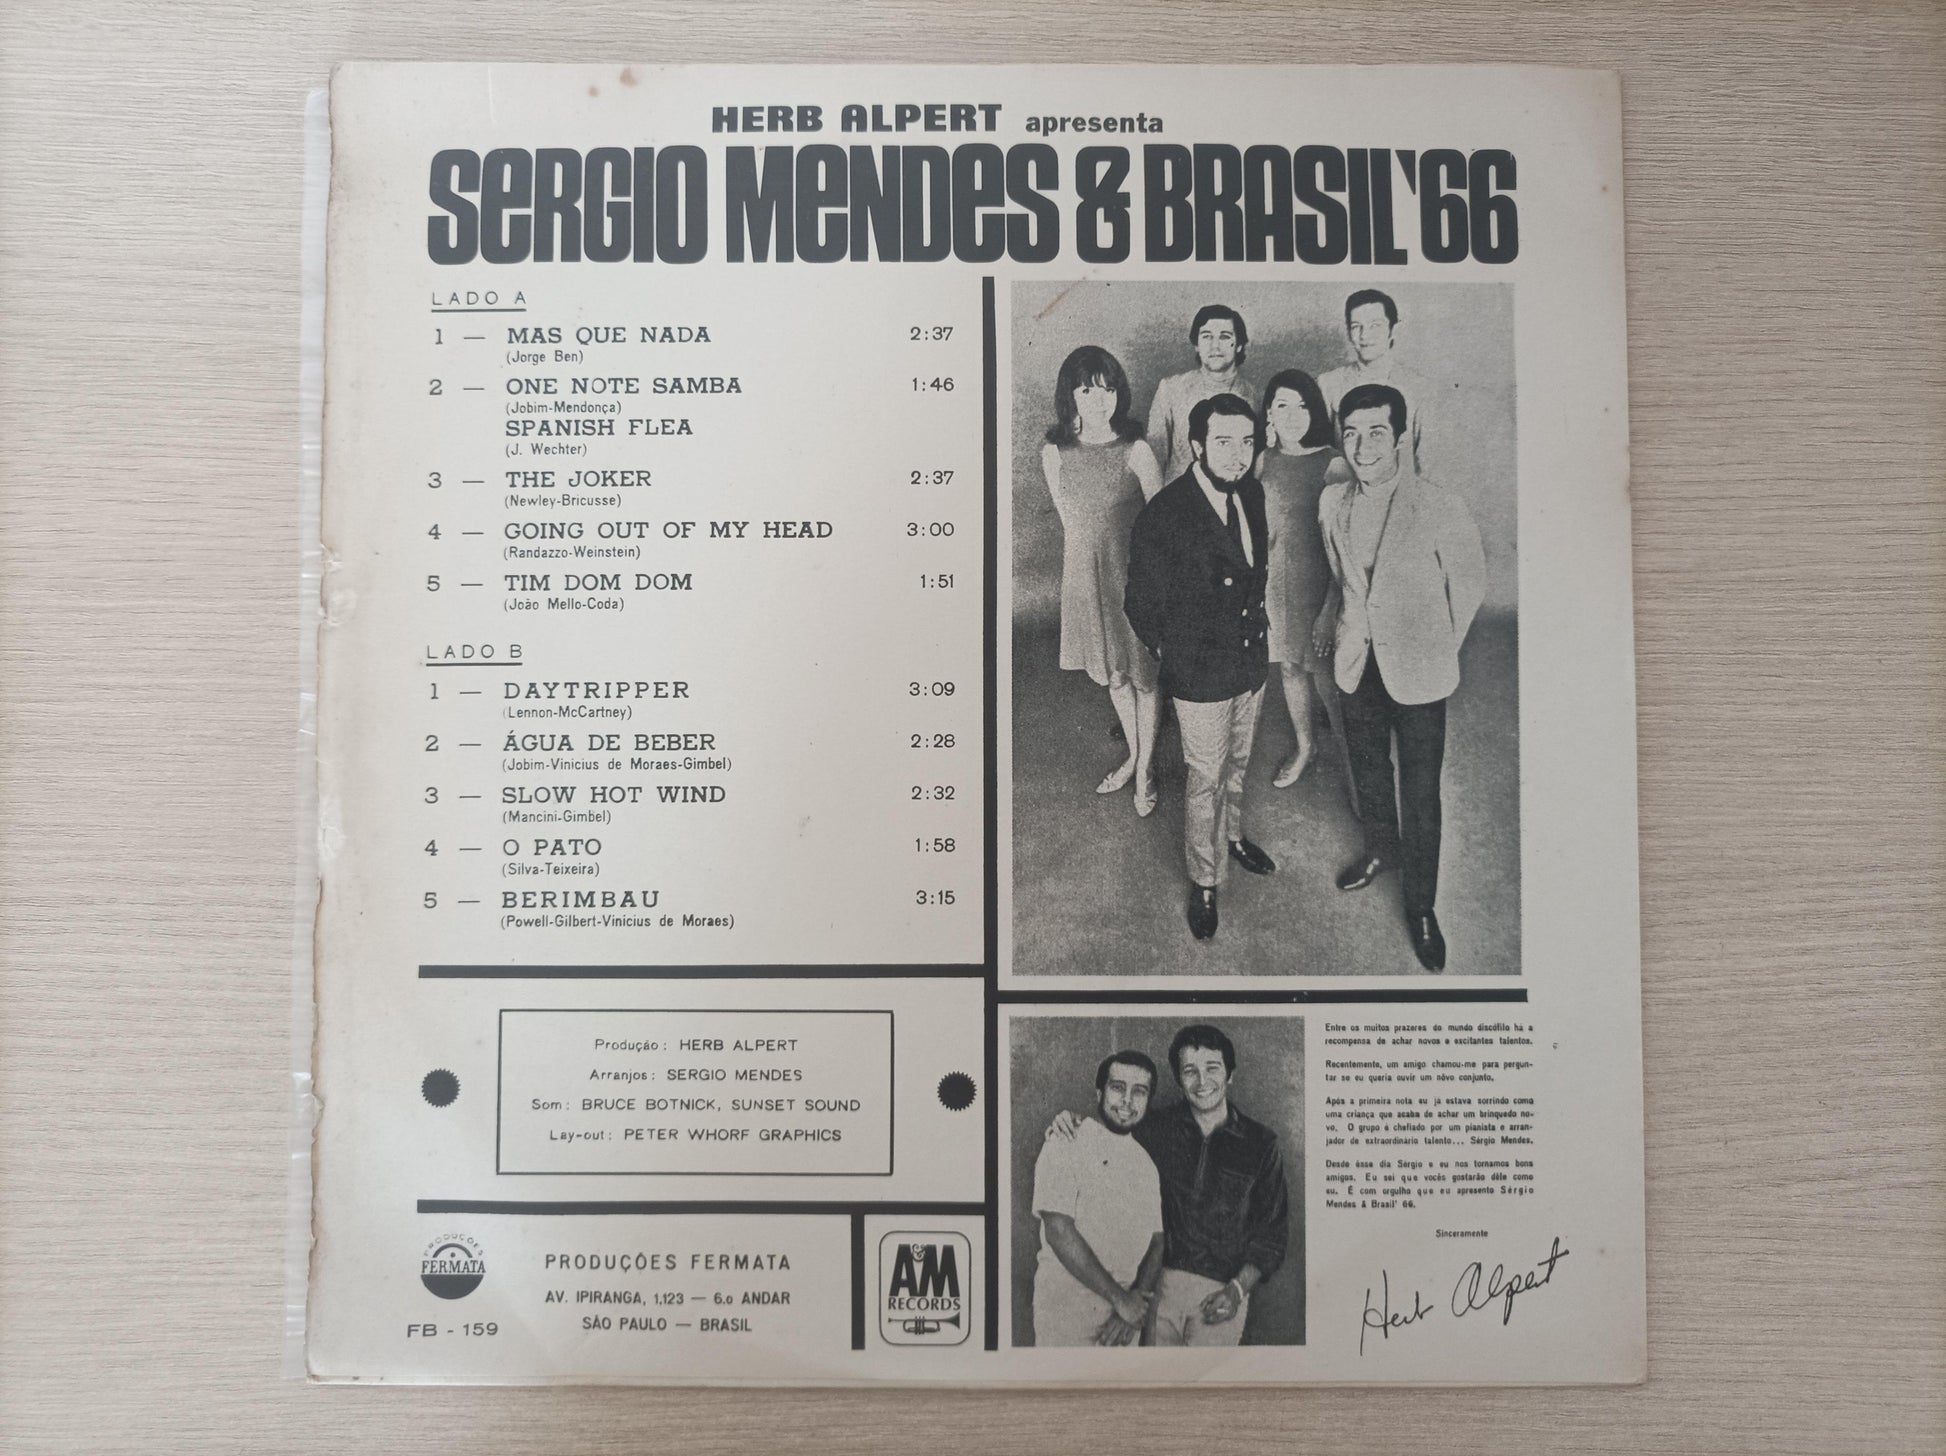 HERB ALPERT apresenta
SERGIO MENDES & BRASIL'66
LADO A
1 — MAS QUE NADA 2:37
(Jorge Ben)
2 — ONE NOTE SAMBA 1:46
(Jobim-Mendonça)
SPANISH FLEA
(J. Wechter)
3 — THE JOKER 2:37
(Newley-Bricusse)
4 — GOING OUT OF MY HEAD 3:00
(Randazzo-Weinstein)
5 — TIM DOM DOM 1:51
(João Mello-Coda)
LADO B
1 — DAYTRIPPER 3:09
(Lennon-McCartney)
2 — ÁGUA DE BEBER 2:28
(Jobim-Vinicius de Moraes-Gimbel)
3 — SLOW HOT WIND 2:32
(Mancini-Gimbel)
4 — O PATO 1:58
(Silva-Teixeira)
5 — BERIMBAU 3:15
(Powell-Gilbert-Vinicius de Moraes)
Produção: HERB ALPERT
Arranjos: SERGIO MENDES
Som: BRUCE BOTNICK, SUNSET SOUND
Lay-out: PETER WHORF GRAPHICS
PRODUÇÕES
FERMATA
FB - 159
PRODUÇÕES FERMATA
AV. IPIRANGA, 1.123 — 6.o ANDAR
SÃO PAULO — BRASIL
A&M
RECORDS
Entre os muitos prazeres do mundo discófilo há a
recompensa de achar novos e excitantes talentos.
Recentemente, um amigo chamou-me para pergun-
tar se eu queria ouvir um nôvo conjunto.
Após a primeira nota eu já estava sorrindo como
uma criança que acaba de achar um brinquedo no-
vo. O grupo é chefiado por um pianista e arran-
jador de extraordinário talento... Sérgio Mendes.
Desde êsse dia Sérgio e eu nos tornamos bons
amigos. Eu sei que vocês gostarão dêle como
eu. É com orgulho que eu apresento Sérgio
Mendes & Brasil' 66.
Sinceramente
Herb Alpert